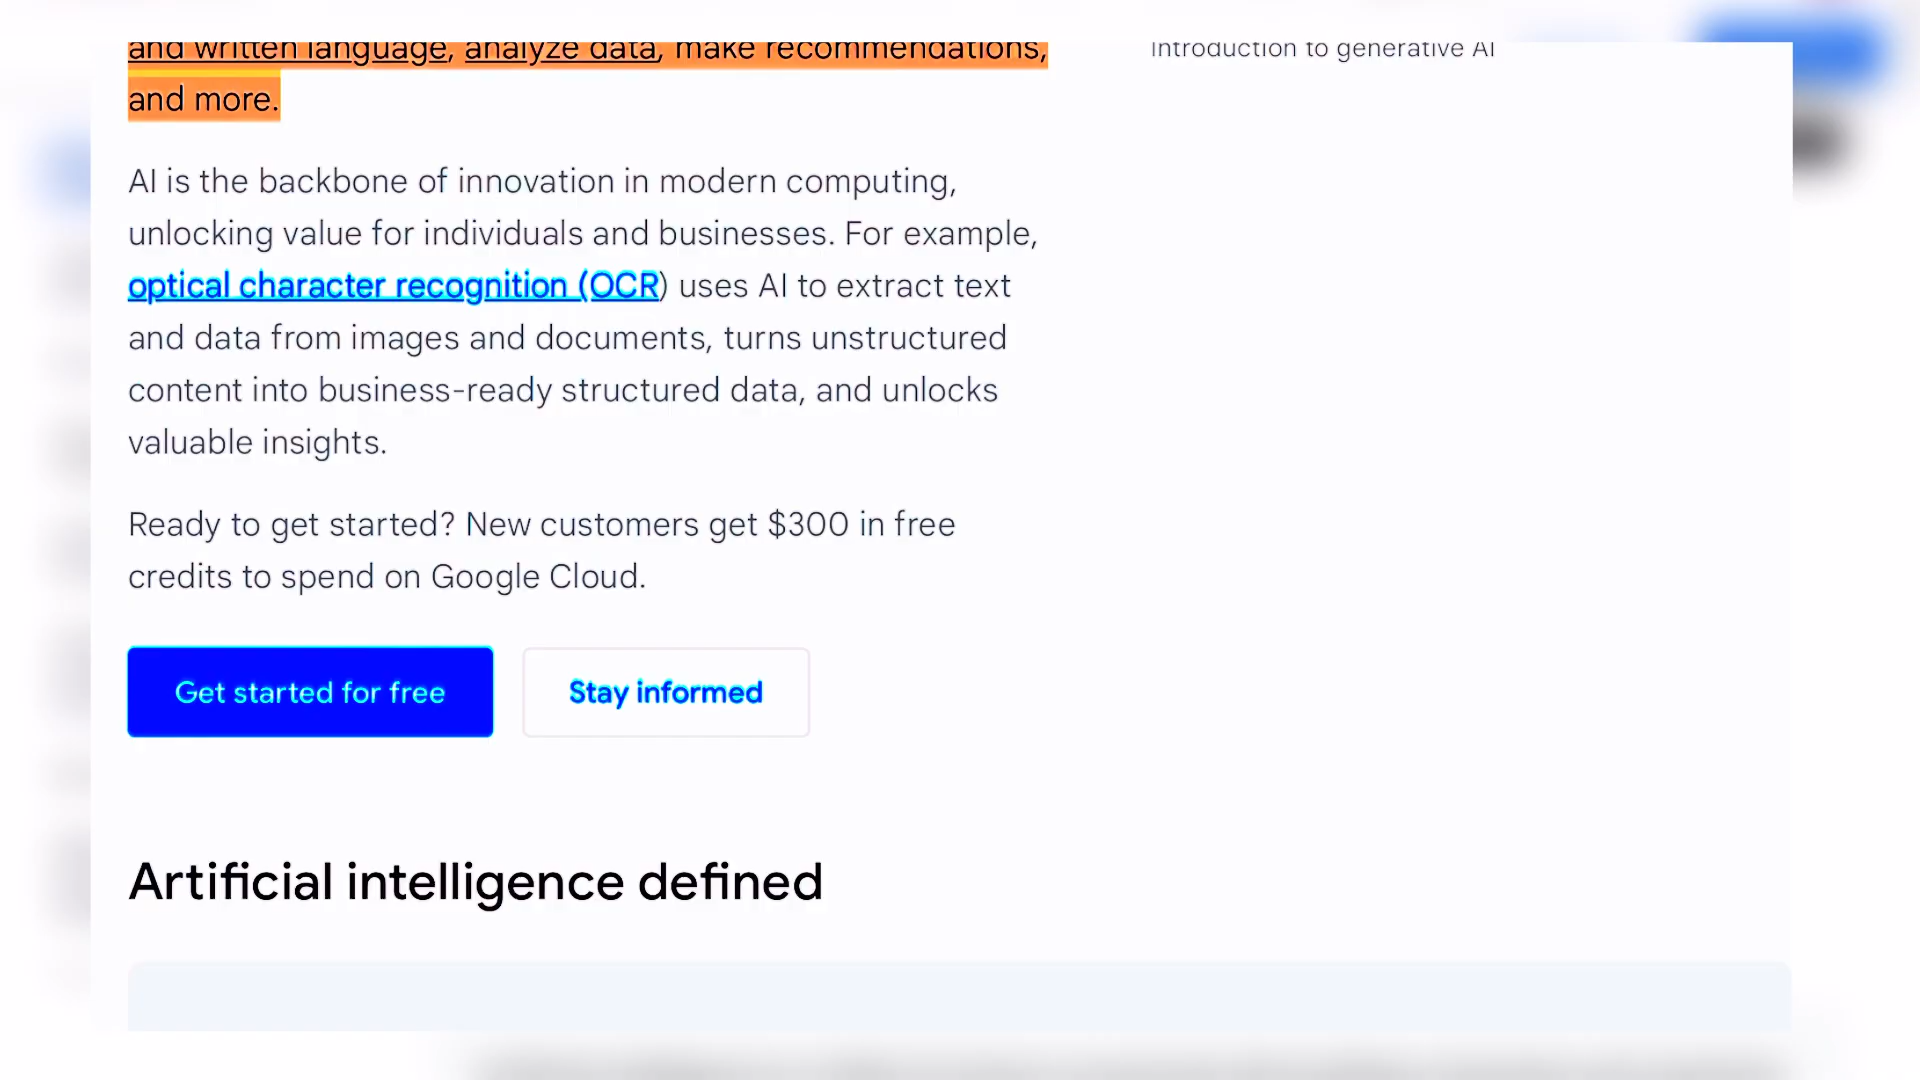 and written language, analyze data, make recommendations,
and more.
Introduction to generative AI
AI is the backbone of innovation in modern computing,
unlocking value for individuals and businesses. For example,
optical character recognition (OCR) uses AI to extract text
and data from images and documents, turns unstructured
content into business-ready structured data, and unlocks
valuable insights.
Ready to get started? New customers get $300 in free
credits to spend on Google Cloud.
Get started for free
Stay informed
Artificial intelligence defined